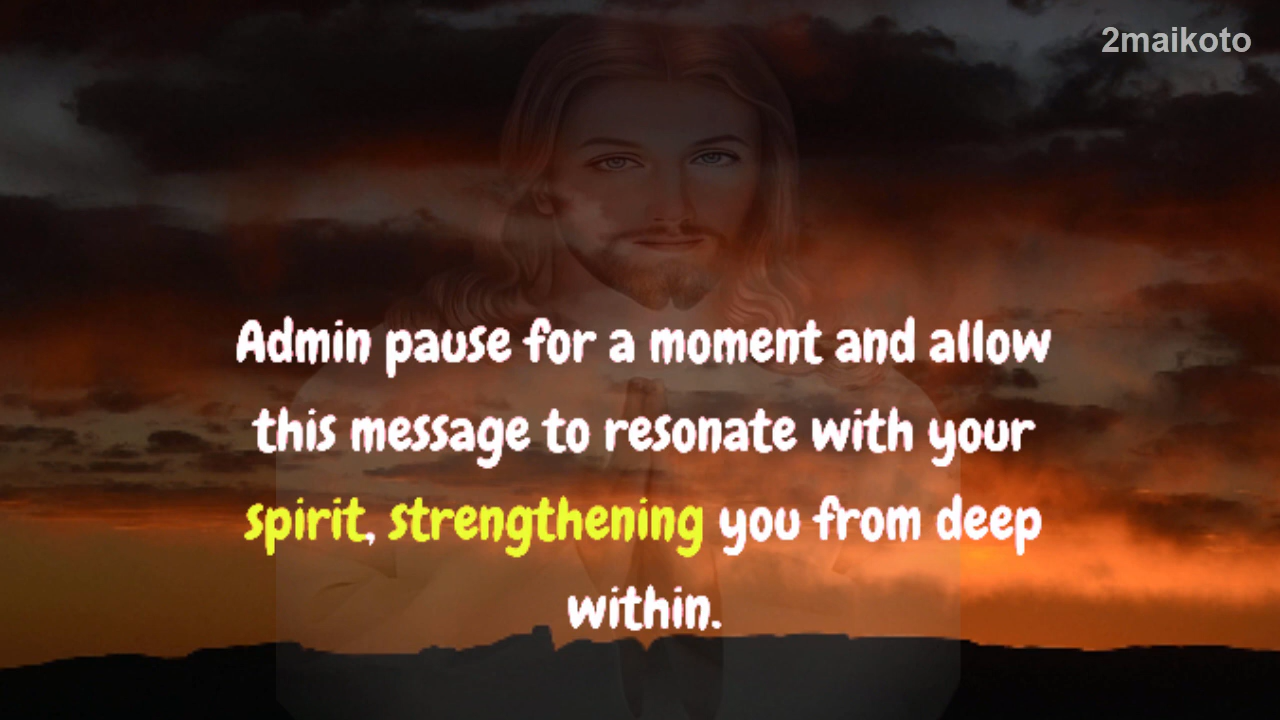 2maikoto
Admin pause for a moment and allow
this message to resonate with your
spirit, strengthening you from deep
within.